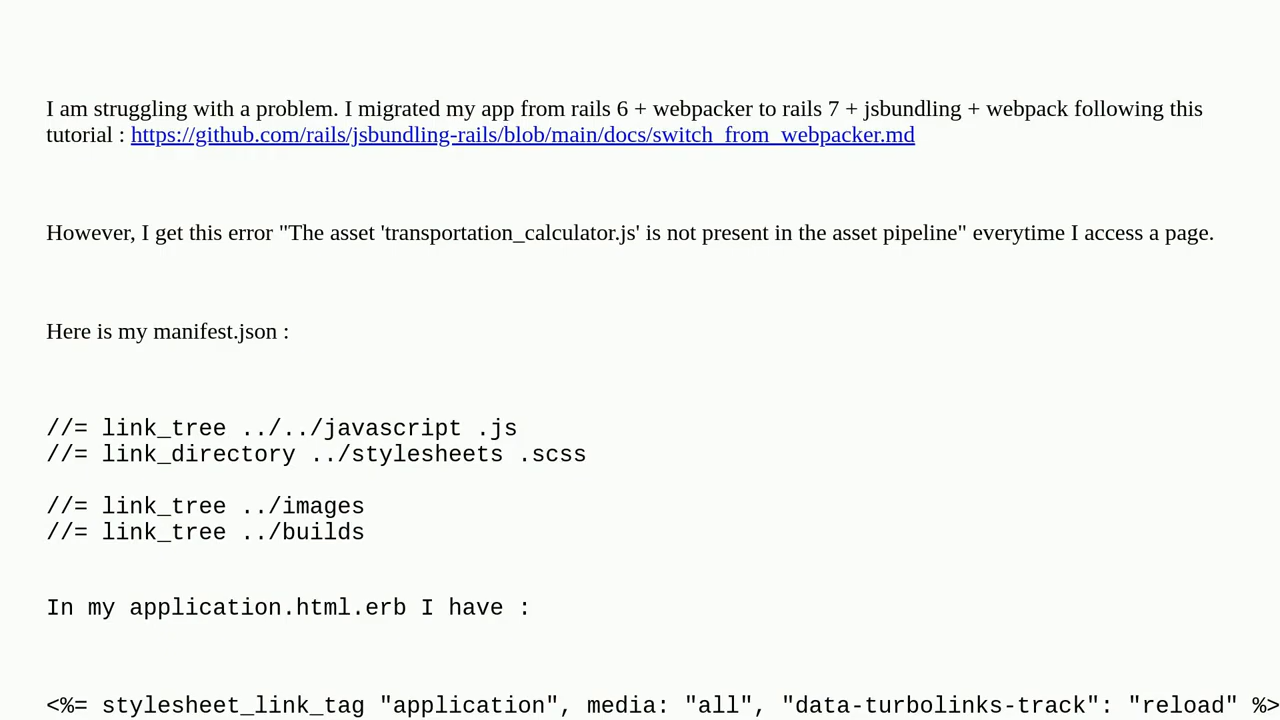 I am struggling with a problem. I migrated my app from rails 6 + webpacker to rails 7 + jsbundling + webpack following this
tutorial : https://github.com/rails/jsbundling-rails/blob/main/docs/switch_from_webpacker.md
However, I get this error "The asset 'transportation_calculator.js' is not present in the asset pipeline" everytime I access a page.
Here is my manifest.json :
//= link_tree ../../javascript .js
//= link_directory ../stylesheets .scss
//= link_tree ../images
//= link_tree ../builds
In my application.html.erb I have :
<%= stylesheet_link_tag "application", media: "all", "data-turbolinks-track": "reload" %>